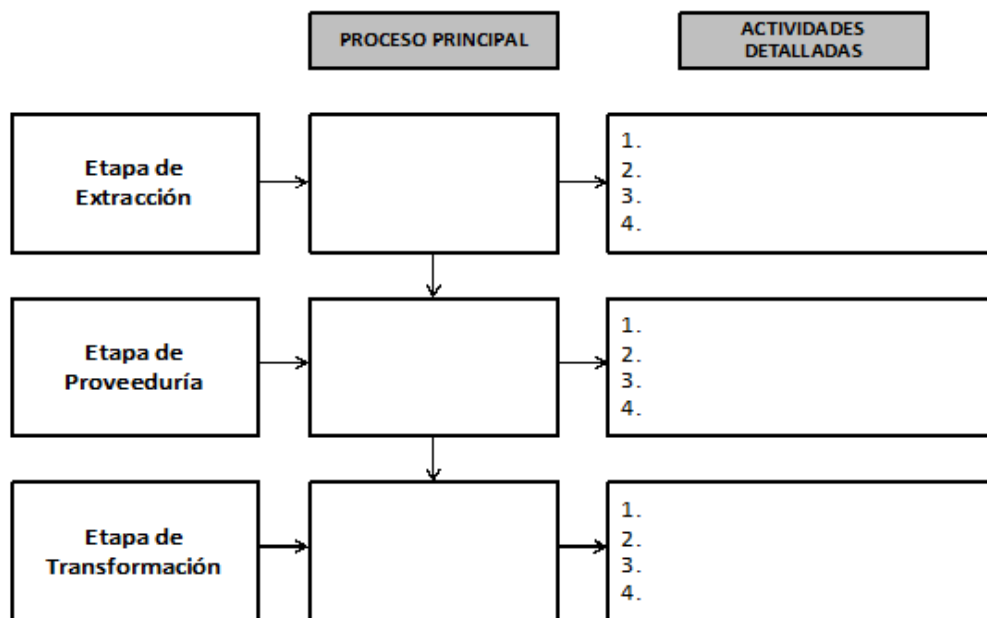 PROCESO PRINCIPAL
ACTIVIDADES
DETALLADAS
Etapa de
Extracción
1.
2.
3.
4.
Etapa de
Proveeduría
1.
2.
3.
4.
Etapa de
Transformación
1.
2.
3.
4.